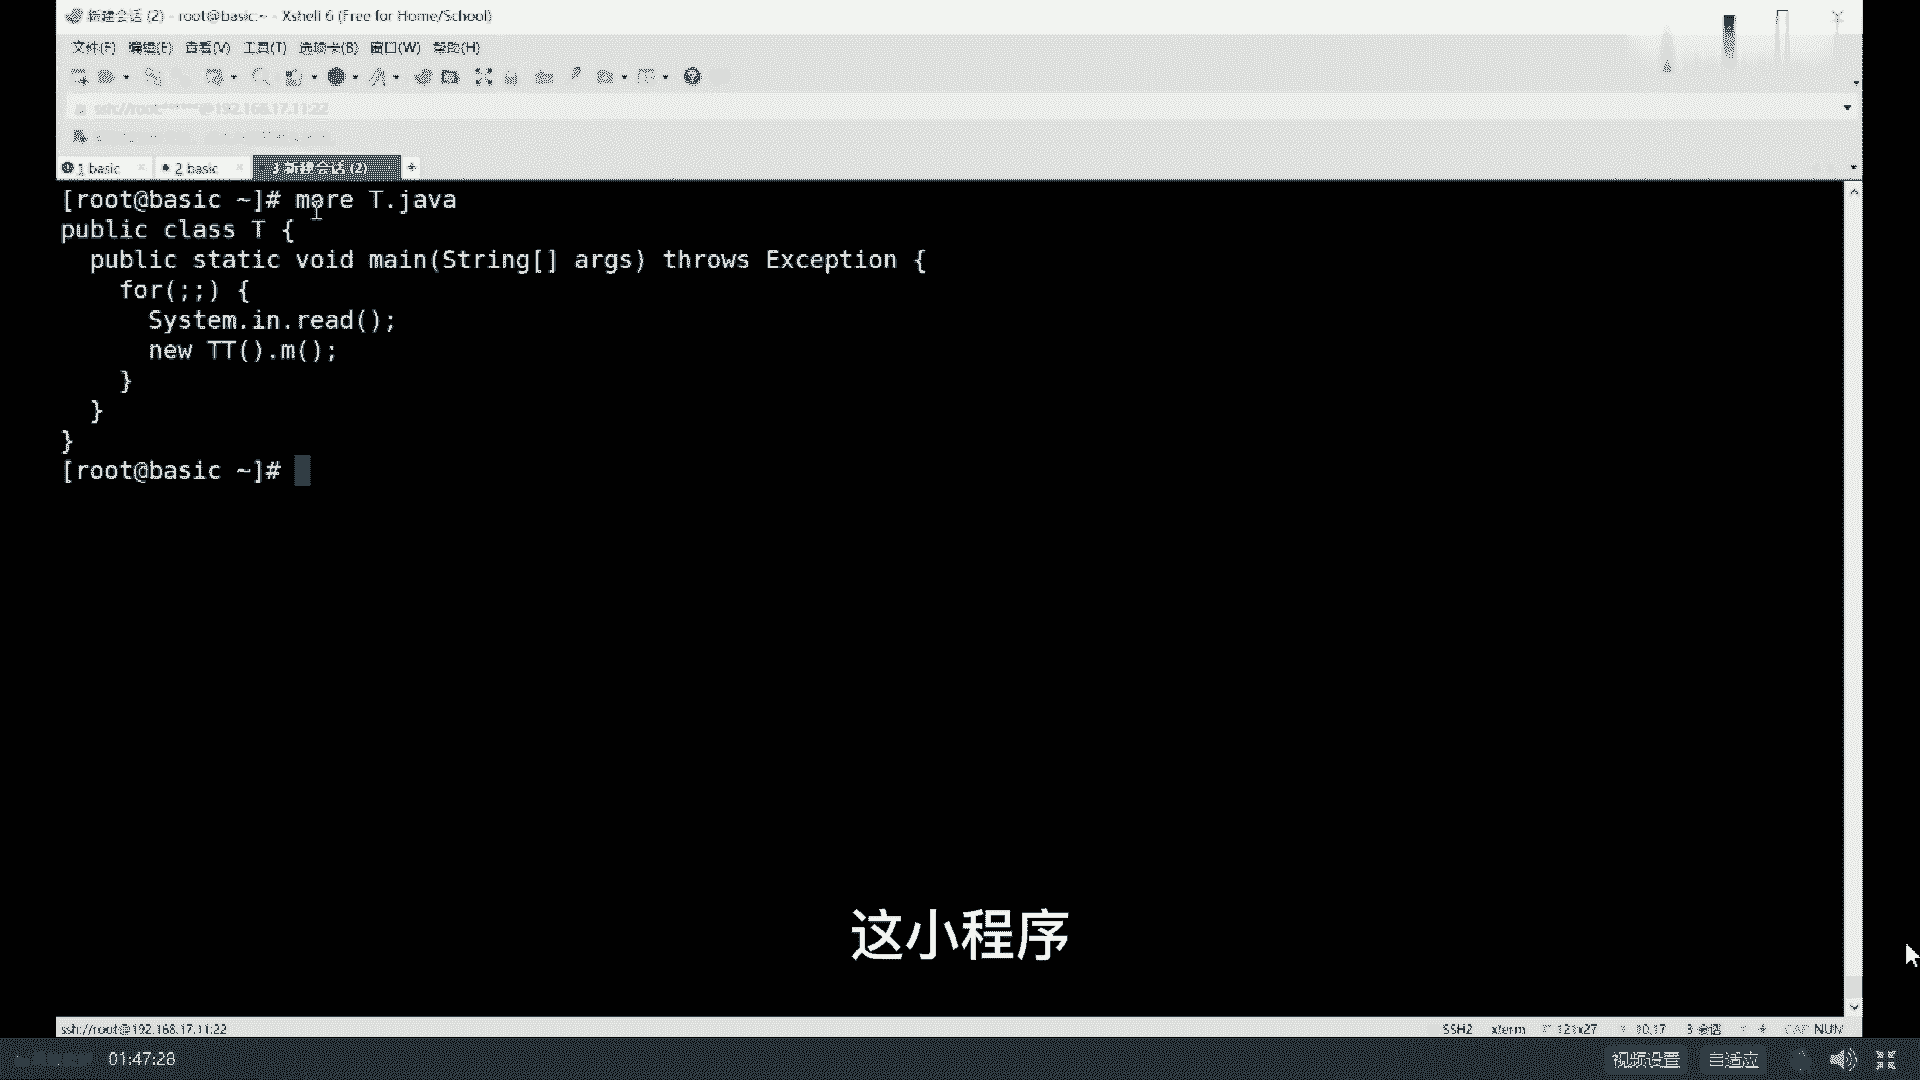 新建会话 (2) - root@basic:~ - Xshell 6 (Free for Home/School)
文件(F) 编辑(E) 查看(V) 工具(T) 选项卡(B) 窗口(W) 帮助(H)
ssh://root:******@192.168.17.11:22
1 basic 2 basic 3 新建会话 (2)
[root@basic ~]# more T.java
public class T {
  public static void main(String[] args) throws Exception {
    for(;;) {
      System.in.read();
      new TT().m();
    }
  }
}
[root@basic ~]#
这小程序
ssh://root@192.168.17.11:22 SSH2 xterm 121x27 10,17 3 会话 CAP NUM
01:47:28 视频设置 自适应